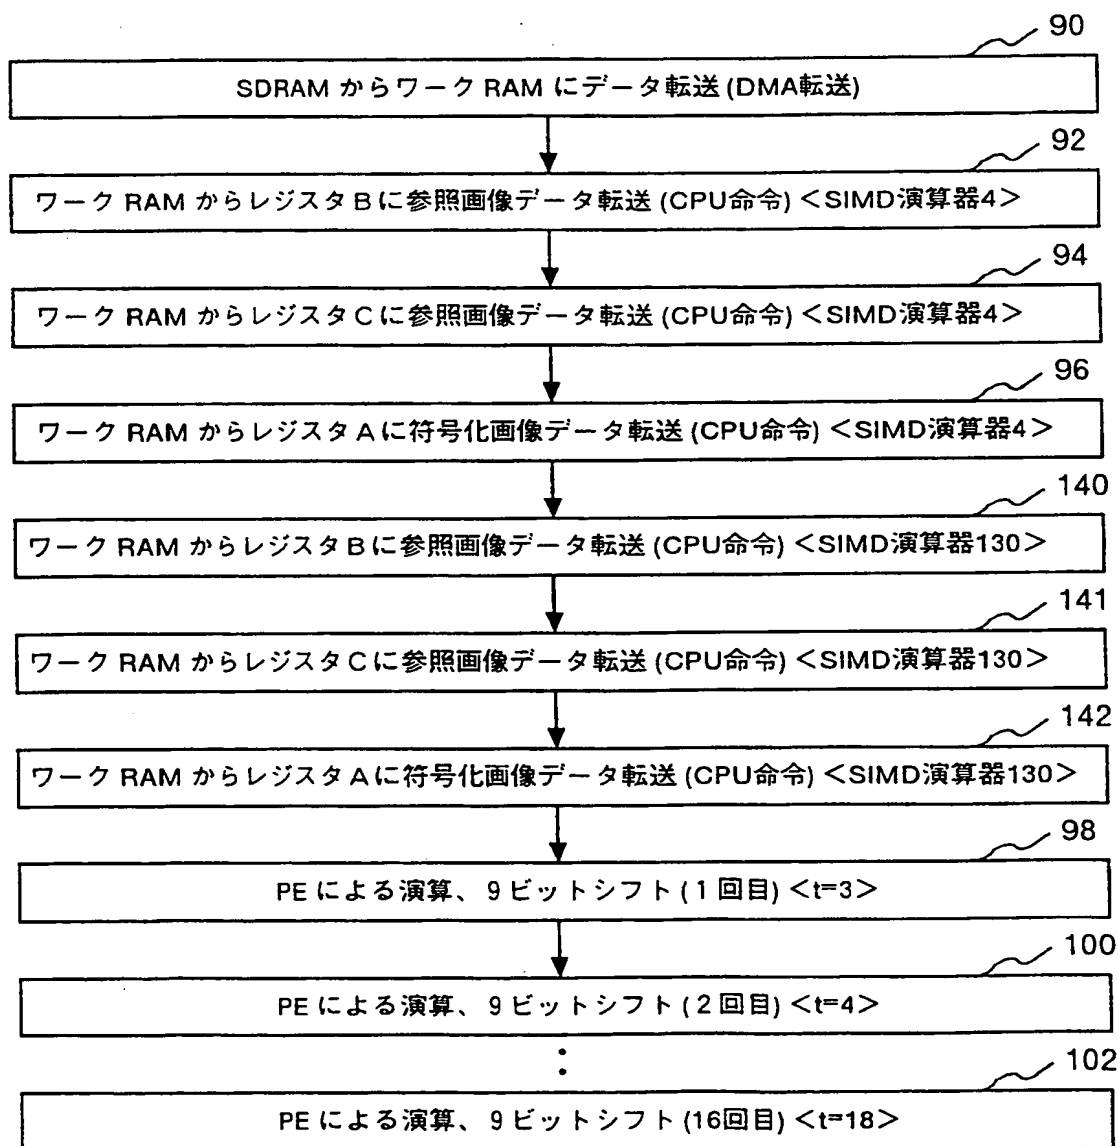 90
SDRAM からワーク RAM にデータ転送 (DMA転送)
92
ワーク RAM からレジスタBに参照画像データ転送 (CPU命令) <SIMD演算器4>
94
ワーク RAM からレジスタCに参照画像データ転送 (CPU命令) <SIMD演算器4>
96
ワーク RAM からレジスタAに符号化画像データ転送 (CPU命令) <SIMD演算器4>
140
ワーク RAM からレジスタBに参照画像データ転送 (CPU命令) <SIMD演算器130>
141
ワーク RAM からレジスタCに参照画像データ転送 (CPU命令) <SIMD演算器130>
142
ワーク RAM からレジスタAに符号化画像データ転送 (CPU命令) <SIMD演算器130>
98
PE による演算、9ビットシフト (1回目) <t=3>
100
PE による演算、9ビットシフト (2回目) <t=4>
:
102
PE による演算、9ビットシフト (16回目) <t=18>